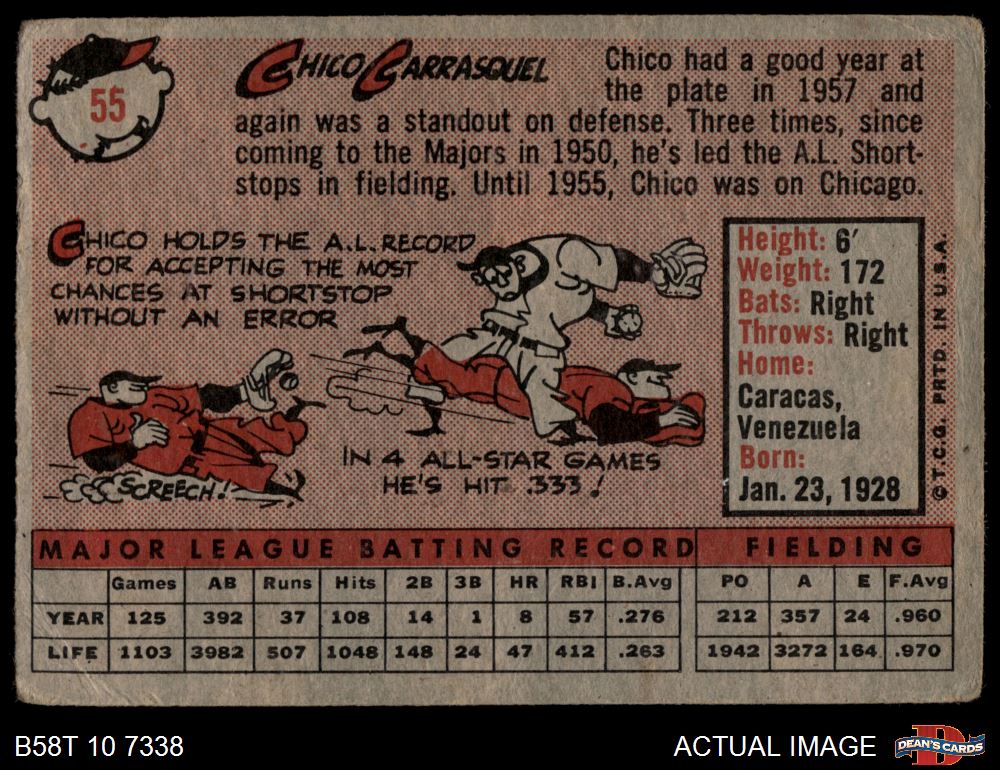 55
CHICO CARRASQUEL
Chico had a good year at
the plate in 1957 and
again was a standout on defense. Three times, since
coming to the Majors in 1950, he's led the A.L. Short-
stops in fielding. Until 1955, Chico was on Chicago.
CHICO HOLDS THE A.L. RECORD
FOR ACCEPTING THE MOST
CHANCES AT SHORTSTOP
WITHOUT AN ERROR
SCREECH!
IN 4 ALL-STAR GAMES
HE'S HIT .333!
Height: 6'
Weight: 172
Bats: Right
Throws: Right
Home:
Caracas,
Venezuela
Born:
Jan. 23, 1928
© T.C.G. PRTD. IN U.S.A.
MAJOR LEAGUE BATTING RECORD FIELDING
Games AB Runs Hits 2B 3B HR RBI B.Avg PO A E F.Avg
YEAR 125 392 37 108 14 1 8 57 .276 212 357 24 .960
LIFE 1103 3982 507 1048 148 24 47 412 .263 1942 3272 164 .970
B58T 10 7338
ACTUAL IMAGE
D
DEAN'S CARDS